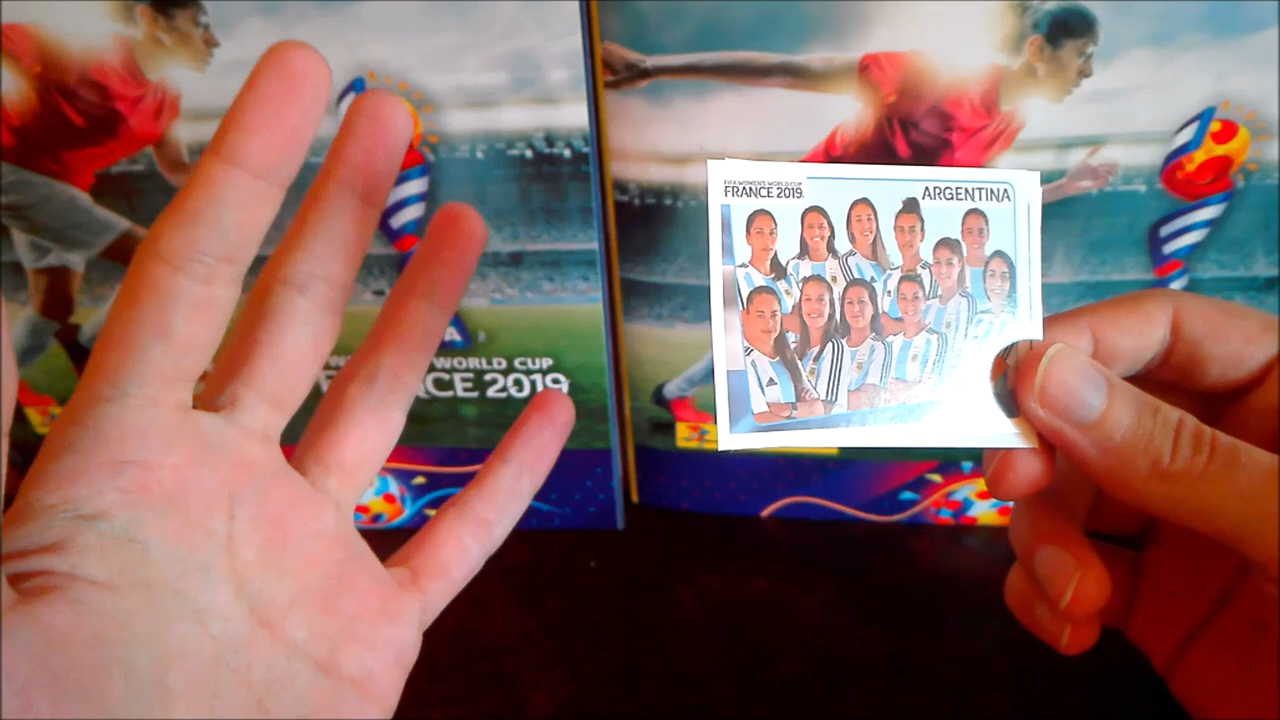 WORLD CUP
FRANCE 2019
FIFA WOMEN'S WORLD CUP
FRANCE 2019
ARGENTINA